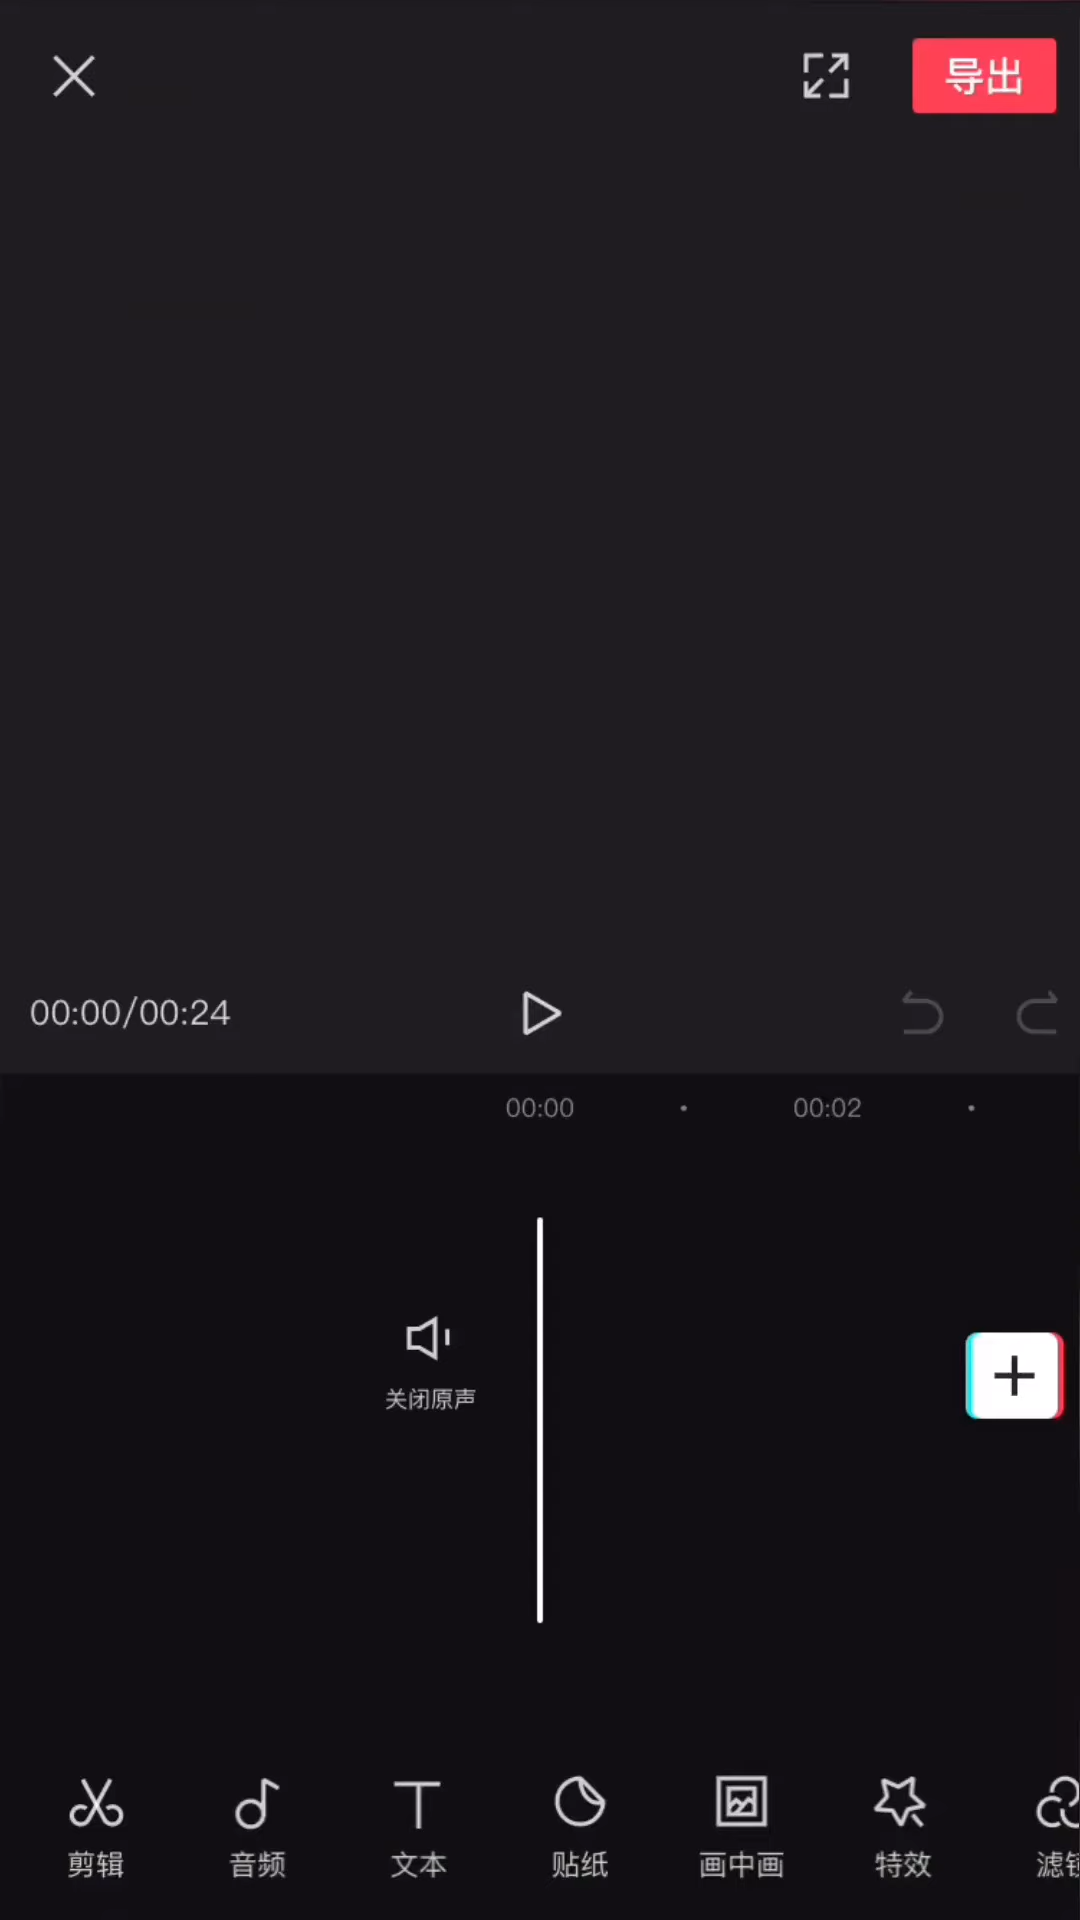 导出
00:00/00:24
00:00
00:02
关闭原声
剪辑
音频
文本
贴纸
画中画
特效
滤